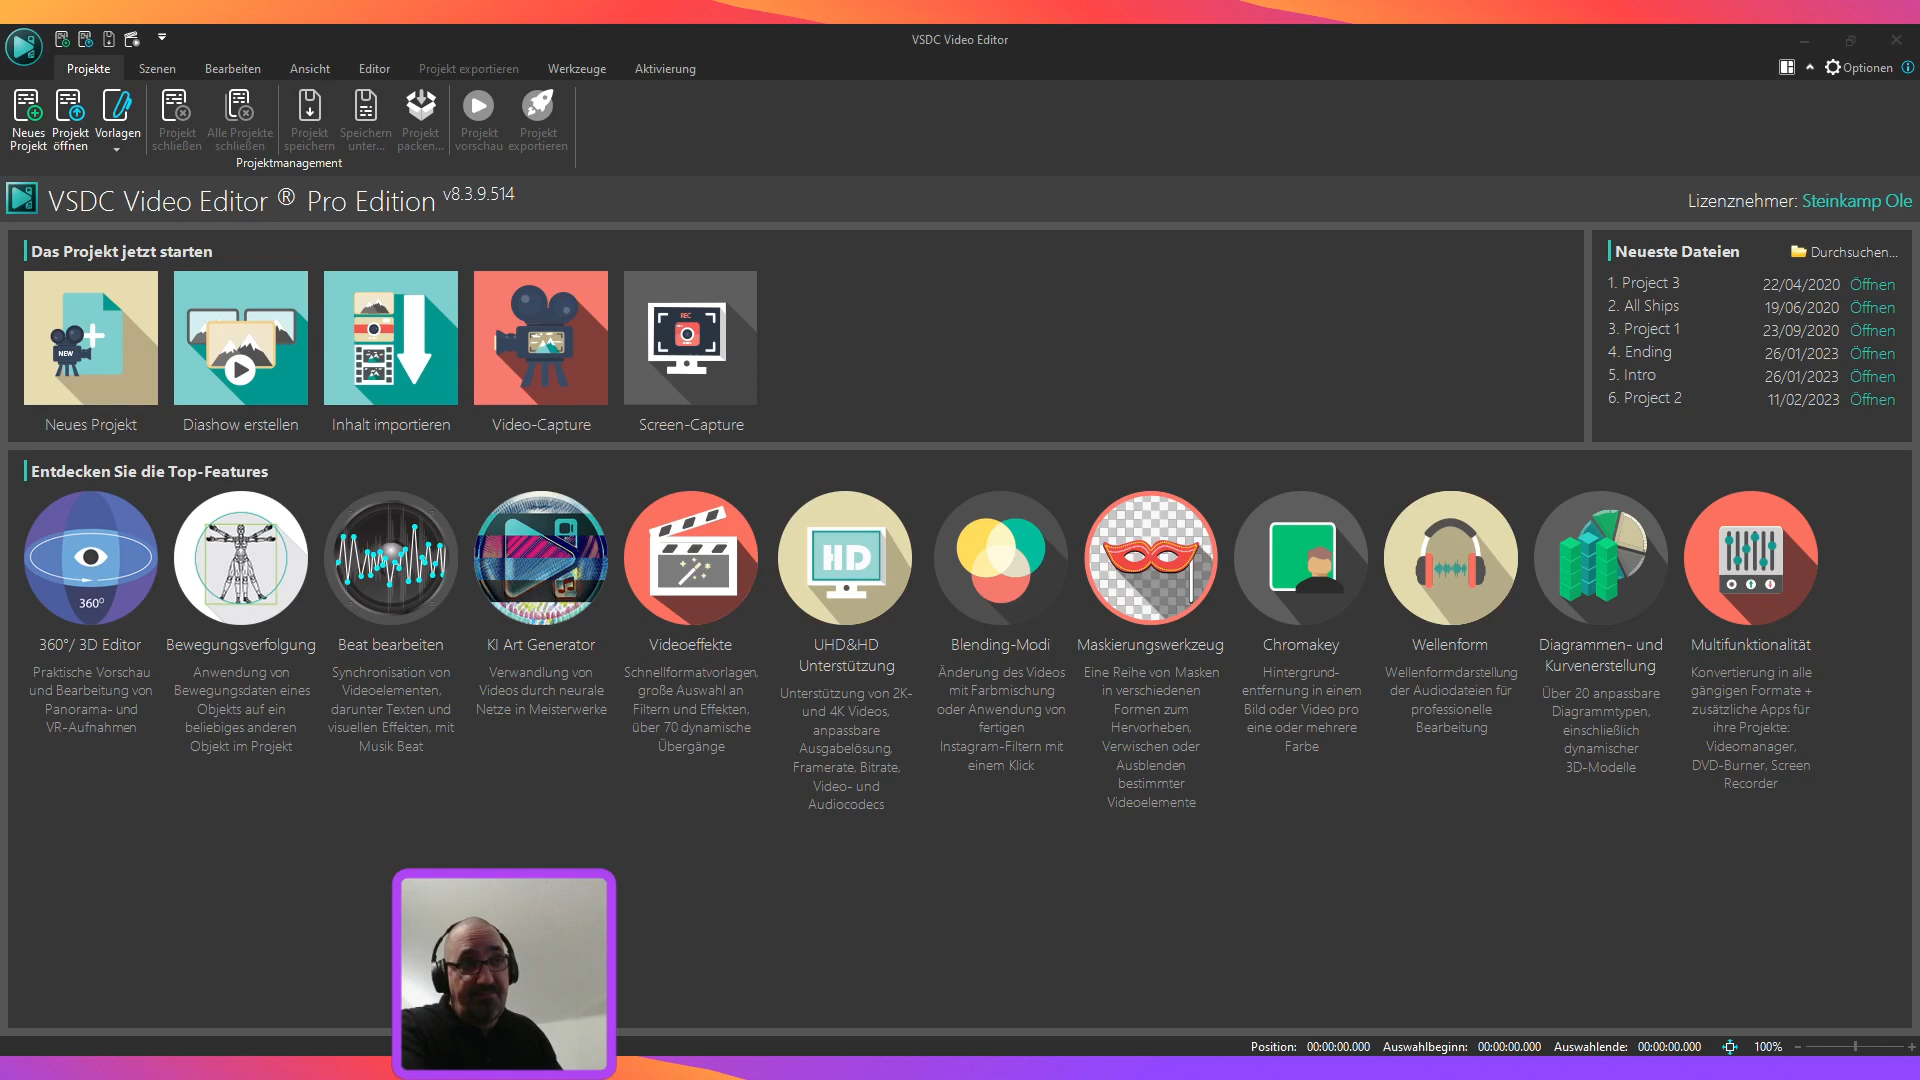 VSDC Video Editor
Projekte Szenen Bearbeiten Ansicht Editor Projekt exportieren Werkzeuge Aktivierung Optionen
Neues Projekt
Projekt öffnen
Vorlagen
Projekt schließen
Alle Projekte schließen
Projekt speichern
Speichern unter...
Projekt packen...
Projekt vorschau
Projekt exportieren
Projektmanagement
VSDC Video Editor ® Pro Edition v8.3.9.514
Lizenznehmer: Steinkamp Ole
Das Projekt jetzt starten
NEW
REC
Neues Projekt
Diashow erstellen
Inhalt importieren
Video-Capture
Screen-Capture
Neueste Dateien Durchsuchen...
1. Project 3 22/04/2020 Öffnen
2. All Ships 19/06/2020 Öffnen
3. Project 1 23/09/2020 Öffnen
4. Ending 26/01/2023 Öffnen
5. Intro 26/01/2023 Öffnen
6. Project 2 11/02/2023 Öffnen
Entdecken Sie die Top-Features
360°
360°/ 3D Editor
Praktische Vorschau
und Bearbeitung von
Panorama- und
VR-Aufnahmen
Bewegungsverfolgung
Anwendung von
Bewegungsdaten eines
Objekts auf ein
beliebiges anderen
Objekt im Projekt
Beat bearbeiten
Synchronisation von
Videoelementen,
darunter Texten und
visuellen Effekten, mit
Musik Beat
KI Art Generator
Verwandlung von
Videos durch neurale
Netze in Meisterwerke
Videoeffekte
Schnellformatvorlagen,
große Auswahl an
Filtern und Effekten,
über 70 dynamische
Übergänge
HD
UHD&HD
Unterstützung
Unterstützung von 2K-
und 4K Videos,
anpassbare
Ausgabelösung,
Framerate, Bitrate,
Video- und
Audiocodecs
Blending-Modi
Änderung des Videos
mit Farbmischung
oder Anwendung von
fertigen
Instagram-Filtern mit
einem Klick
Maskierungswerkzeug
Eine Reihe von Masken
in verschiedenen
Formen zum
Hervorheben,
Verwischen oder
Ausblenden
bestimmter
Videoelemente
Chromakey
Hintergrund-
entfernung in einem
Bild oder Video pro
eine oder mehrere
Farbe
Wellenform
Wellenformdarstellung
der Audiodateien für
professionelle
Bearbeitung
Diagrammen- und
Kurvenerstellung
Über 20 anpassbare
Diagrammtypen,
einschließlich
dynamischer
3D-Modelle
Multifunktionalität
Konvertierung in alle
gängigen Formate +
zusätzliche Apps für
ihre Projekte:
Videomanager,
DVD-Burner, Screen
Recorder
Position: 00:00:00.000 Auswahlbeginn: 00:00:00.000 Auswahlende: 00:00:00.000 100%